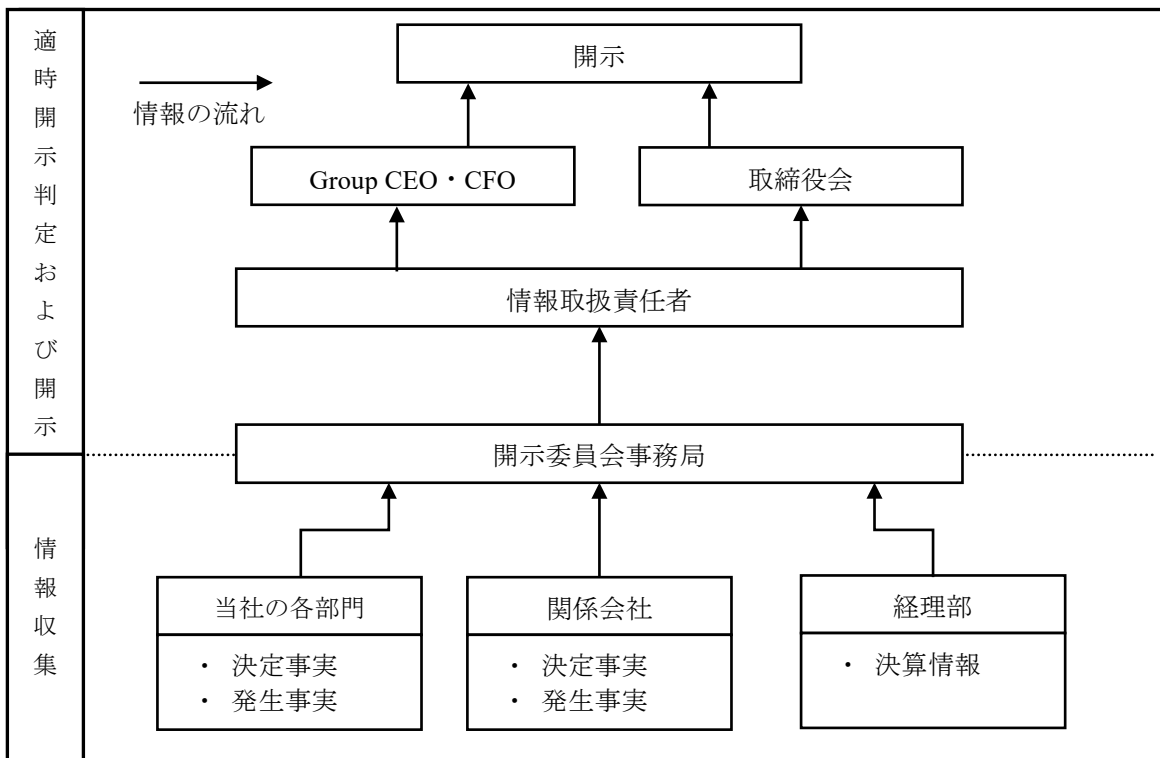 適時開示判定および開示
開示
情報の流れ
Group CEO・CFO
取締役会
情報取扱責任者
開示委員会事務局
情報収集
当社の各部門
・ 決定事実
・ 発生事実
関係会社
・ 決定事実
・ 発生事実
経理部
・ 決算情報